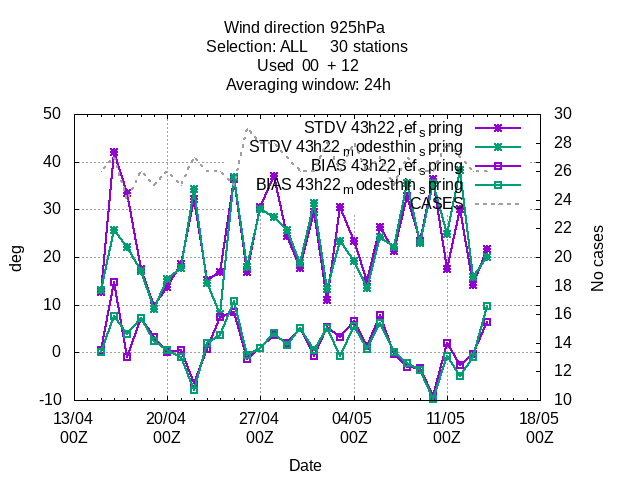 Wind direction 925hPa
Selection: ALL 30 stations
Used 00 + 12
Averaging window: 24h
50 30
STDV 43h22_ref_spring
28
STDV 43h22_modesthin_spring
40 BIAS 43h22_ref_spring 26
BIAS 43h22_modesthin_spring
24
30 CASES
22
20 20
18
10 16
0 14
12
-10 10
13/04 20/04 27/04 04/05 11/05 18/05
00Z 00Z 00Z 00Z 00Z 00Z
Date
deg
No cases